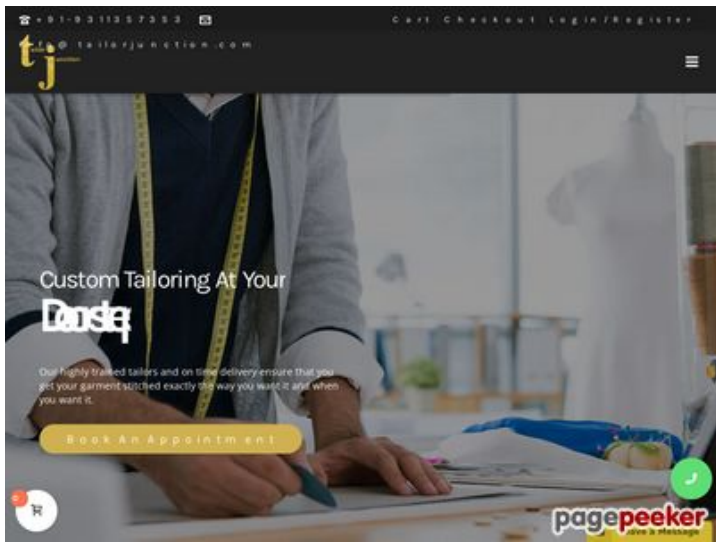 +91-9311357353
Cart Checkout Login/Register
tailorjunction.com
tj
Custom Tailoring At Your
Our highly trained tailors and on time delivery ensure that you
get your garment stitched exactly the way you want it and when
you want it.
Book An Appointment
0
pagepeeker
a Message